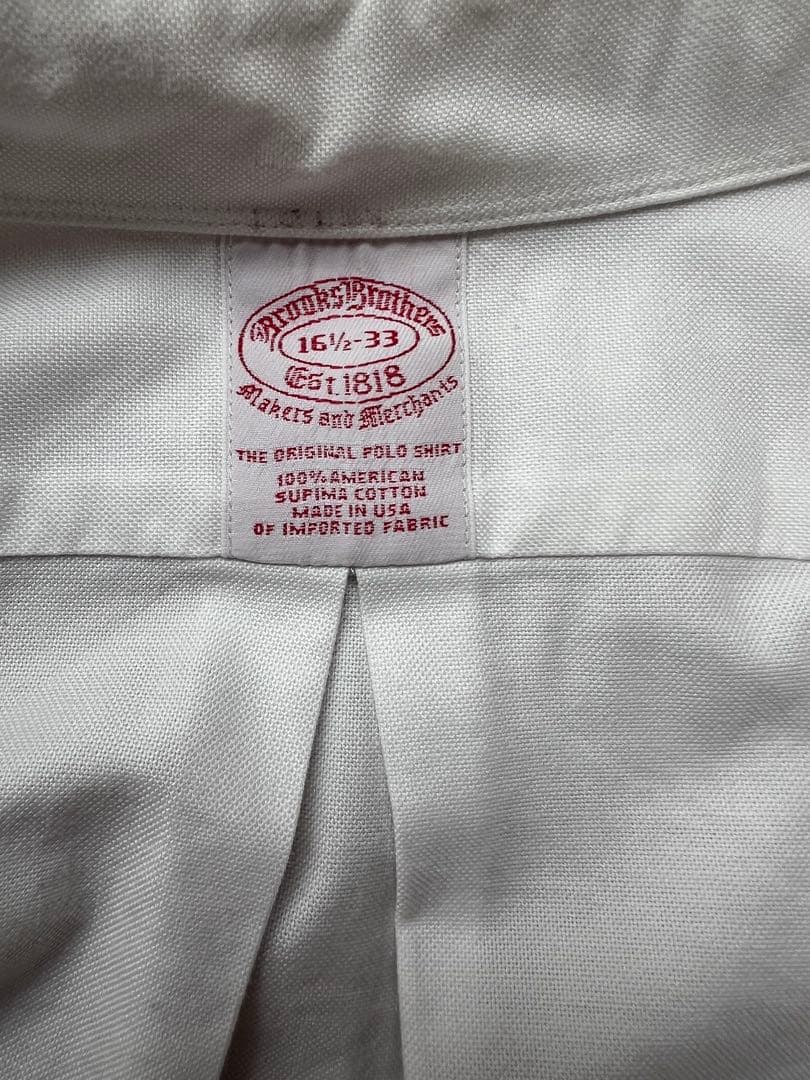 Brooks Brothers
16½-33
Est.1818
Makers and Merchants
THE ORIGINAL POLO SHIRT
100% AMERICAN
SUPIMA COTTON
MADE IN USA
OF IMPORTED FABRIC